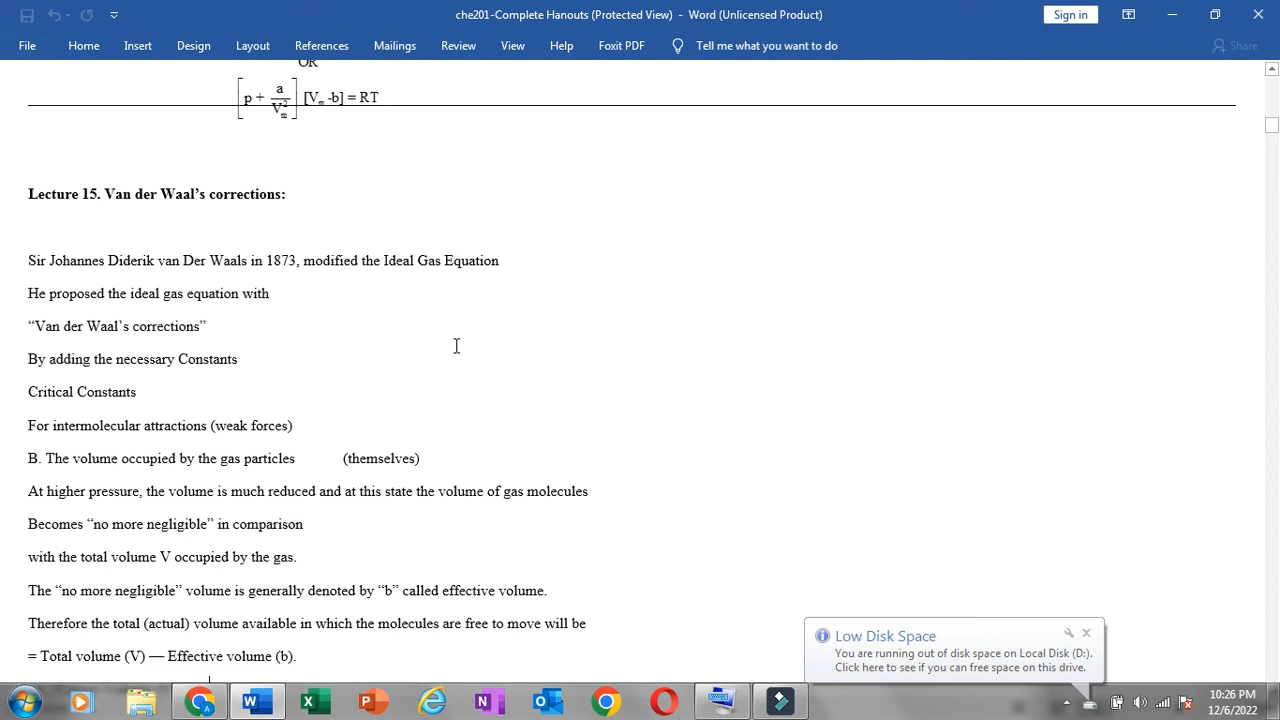 che201-Complete Hanouts (Protected View) - Word (Unlicensed Product)
Sign in
File Home Insert Design Layout References Mailings Review View Help Foxit PDF Tell me what you want to do Share
OR
[p + a/V²ₘ] [Vₘ -b] = RT
Lecture 15. Van der Waal’s corrections:
Sir Johannes Diderik van Der Waals in 1873, modified the Ideal Gas Equation
He proposed the ideal gas equation with
“Van der Waal’s corrections”
By adding the necessary Constants
Critical Constants
For intermolecular attractions (weak forces)
B. The volume occupied by the gas particles (themselves)
At higher pressure, the volume is much reduced and at this state the volume of gas molecules
Becomes “no more negligible” in comparison
with the total volume V occupied by the gas.
The “no more negligible” volume is generally denoted by “b” called effective volume.
Therefore the total (actual) volume available in which the molecules are free to move will be
= Total volume (V) — Effective volume (b).
Low Disk Space
You are running out of disk space on Local Disk (D:).
Click here to see if you can free space on this drive.
10:26 PM
12/6/2022